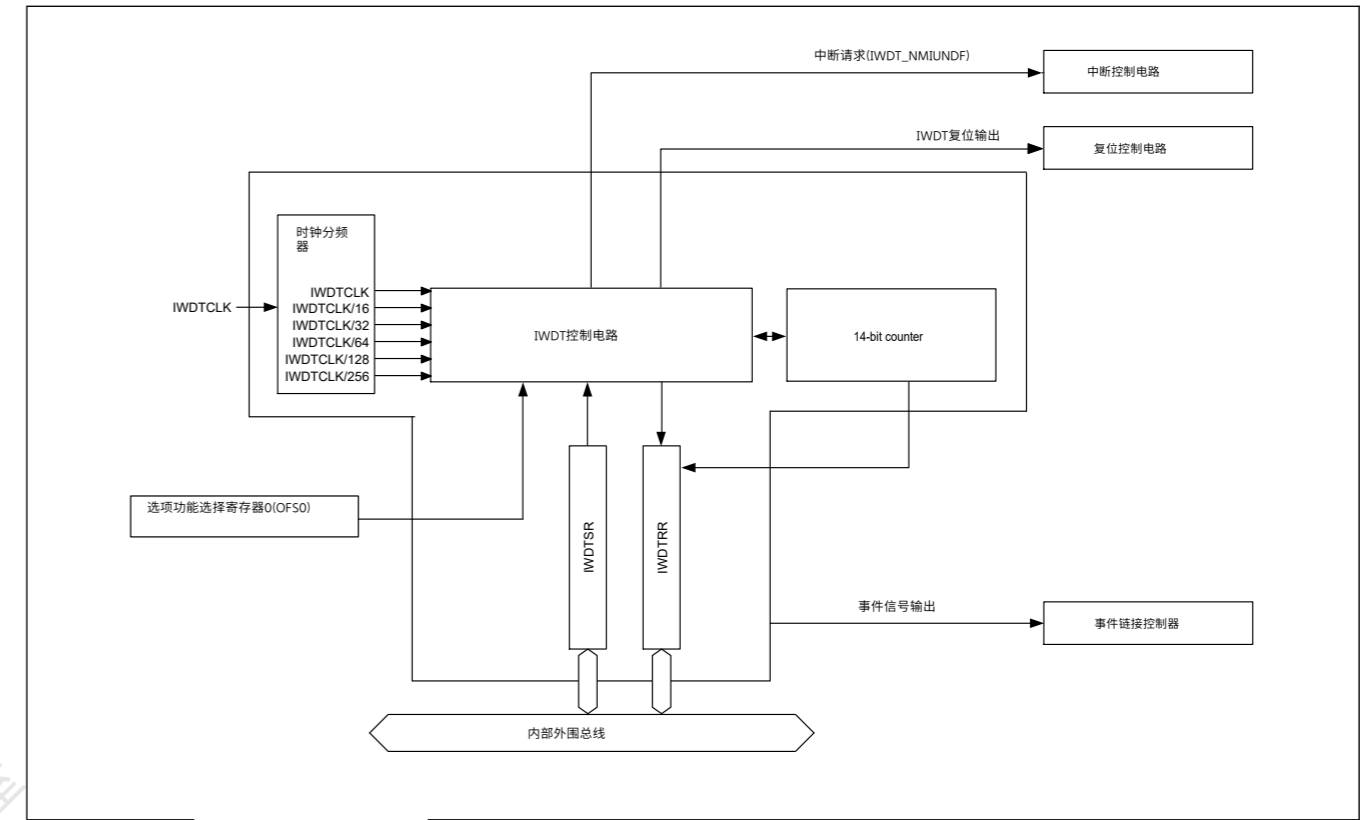 中断请求(IWDT_NMIUNDF)
中断控制电路
IWDT复位输出
复位控制电路
时钟分频
器
IWDTCLK
IWDTCLK
IWDTCLK/16
IWDTCLK/32
IWDTCLK/64
IWDTCLK/128
IWDTCLK/256
IWDT控制电路
14-bit counter
选项功能选择寄存器0(OFS0)
IWDTSR
IWDTRR
事件信号输出
事件链接控制器
内部外围总线